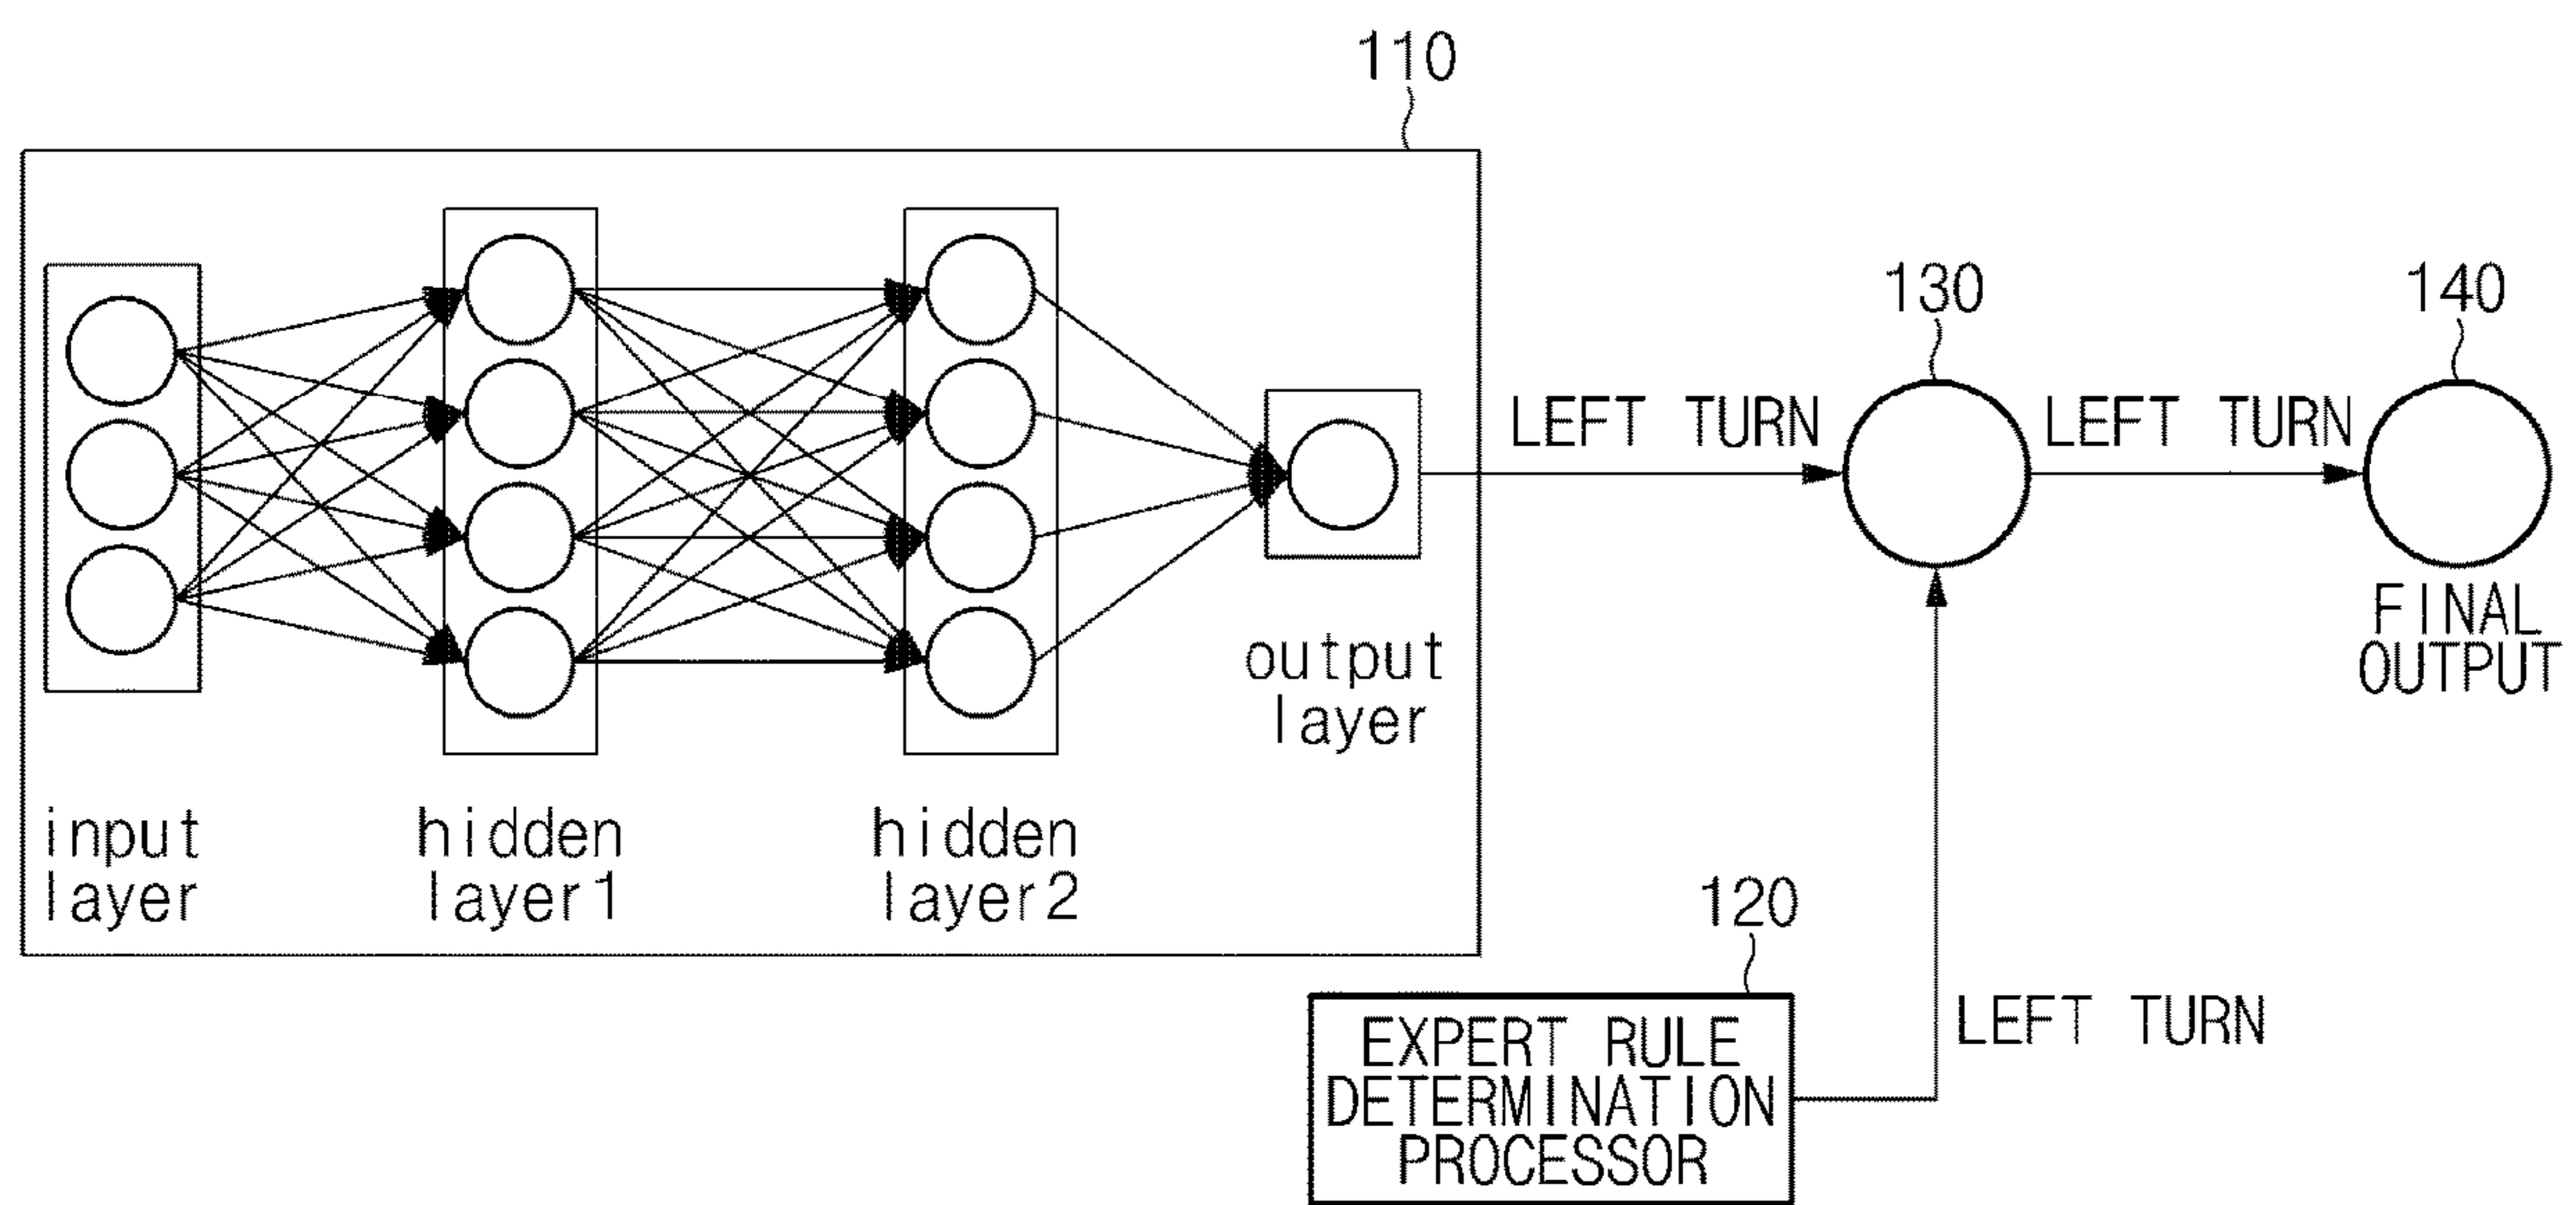 110
130
140
LEFT TURN
LEFT TURN
FINAL
OUTPUT
output
layer
input
layer
hidden
layer1
hidden
layer2
120
LEFT TURN
EXPERT RULE
DETERMINATION
PROCESSOR